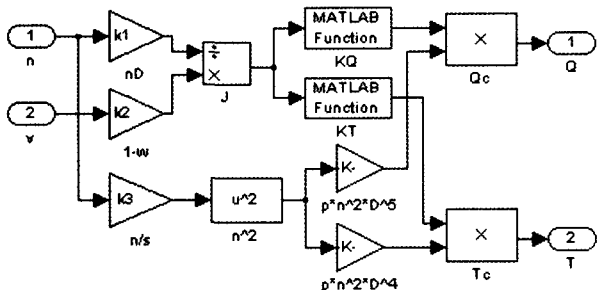 1
n
k1
nD
÷
×
J
MATLAB
Function
KQ
×
Qc
1
Q
2
v
k2
1-w
MATLAB
Function
KT
k3
n/s
u^2
n^2
K-
p*n^2*D^5
K-
p*n^2*D^4
×
Tc
2
T